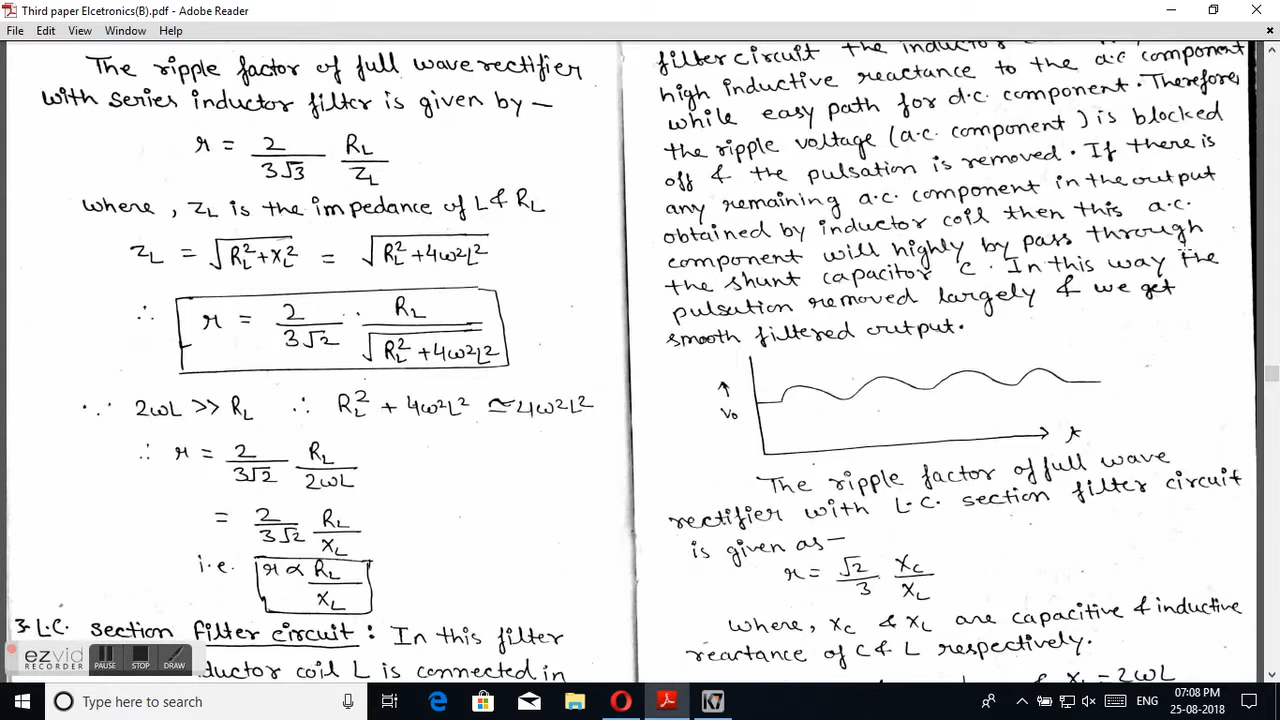 Third paper Elcetronics(B).pdf - Adobe Reader
File Edit View Window Help
The ripple factor of full wave rectifier
with series inductor filter is given by —
r = 2/3√3 RL/ZL
where, ZL is the impedance of L & RL
ZL = √(RL²+XL²) = √(RL²+4ω²L²)
∴ r = 2/3√2 · RL/√(RL²+4ω²L²)
∵ 2ωL >> RL ∴ RL² + 4ω²L² ≃ 4ω²L²
∴ r = 2/3√2 RL/2ωL
= 2/3√2 RL/XL
i.e. r ∝ RL/XL
3- L.C. section filter circuit : In this filter
ductor coil L is connected in
filter circuit the inductor
high inductive reactance to the a.c component
while easy path for d.c. component. Therefore,
the ripple voltage (a.c. component) is blocked
off & the pulsation is removed. If there is
any remaining a.c. component in the output
obtained by inductor coil then this a.c.
component will highly by pass through
the shunt capacitor C. In this way the
pulsution removed largely & we get
smooth filtered output.
↑
V0
t
The ripple factor of full wave
rectifier with L.C. section filter circuit
is given as —
r = √2/3 · XC/XL
where, XC & XL are capacitive & inductive
reactance of C & L respectively.
& XL = 2ωL
ezvid
RECORDER
PAUSE STOP DRAW
Type here to search
ENG
07:08 PM
25-08-2018